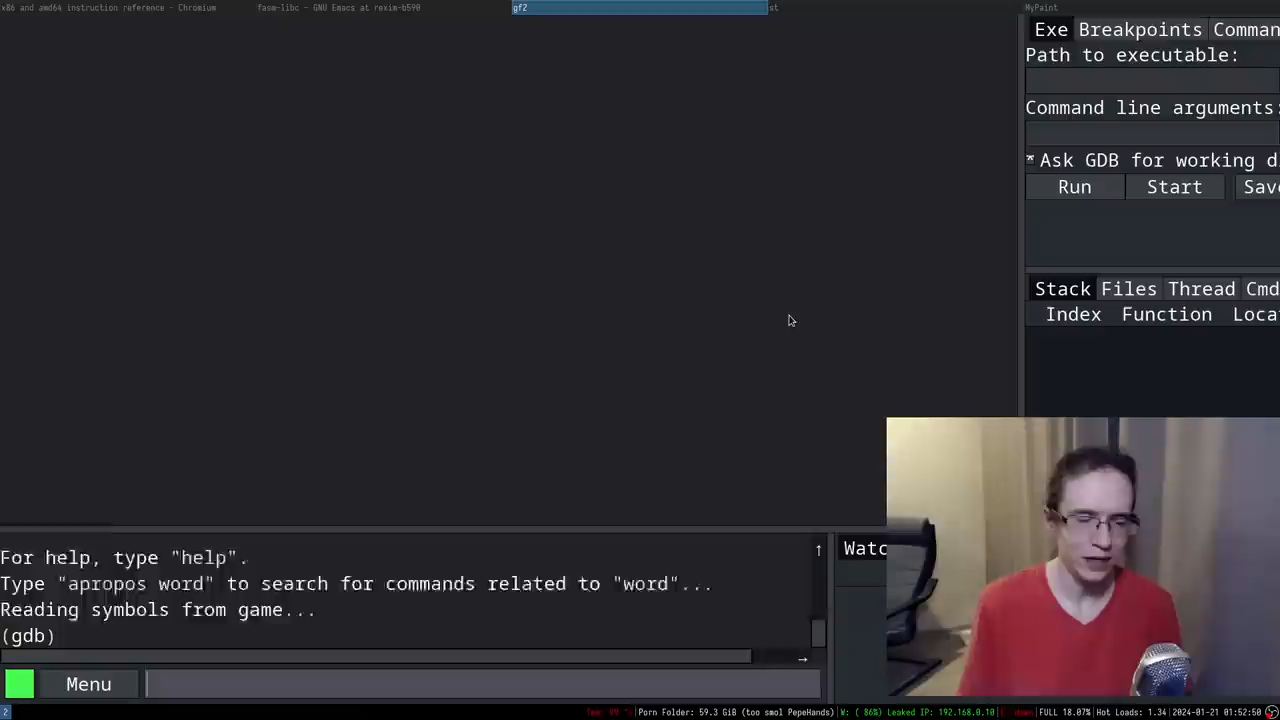 x86 and amd64 instruction reference - Chromium
fasm-libc - GNU Emacs at rexim-b590
gf2
st
MyPaint
Exe Breakpoints Comman
Path to executable:
Command line arguments:
Ask GDB for working d
Run Start Save
Stack Files Thread Cmd
Index Function Loca
For help, type "help".
Type "apropos word" to search for commands related to "word"...
Reading symbols from game...
(gdb)
Watc
Menu
2
Porn Folder: 59.3 GiB (too smol PepeHands) | W: ( 86%) Leaked IP: 192.168.0.10 | E: down | FULL 18.07% | Hot Loads: 1.34 | 2024-01-21 01:52:50